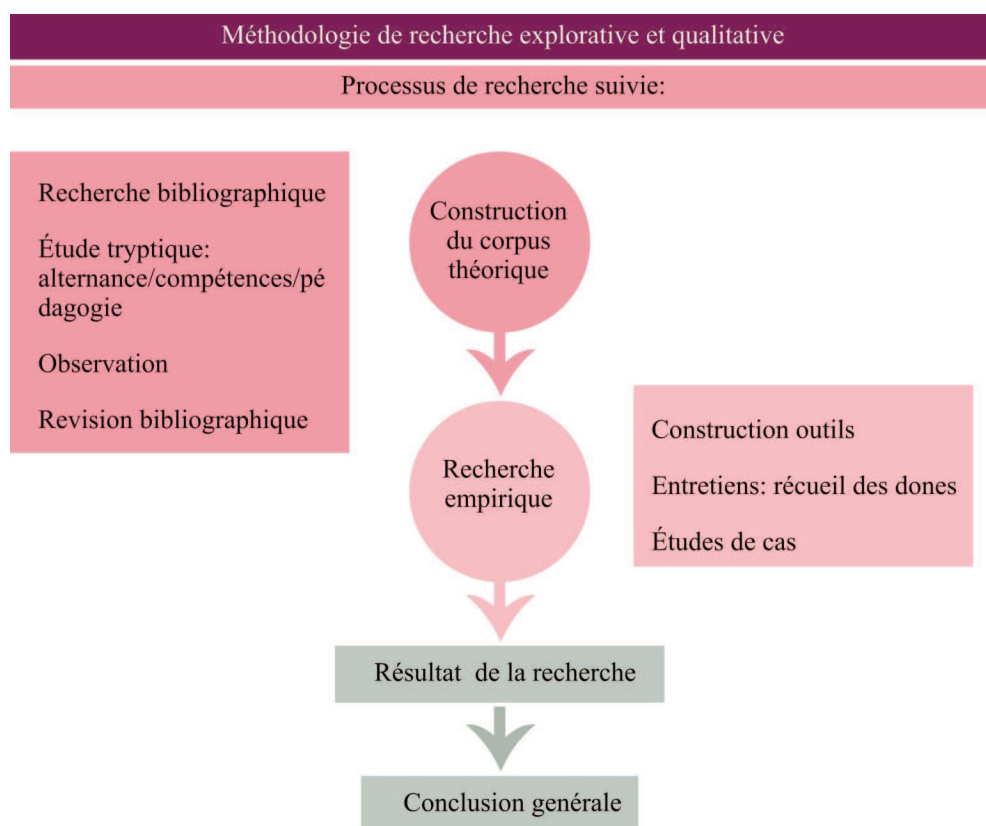 Méthodologie de recherche explorative et qualitative
Processus de recherche suivie:
Recherche bibliographique
Étude tryptique:
alternance/compétences/pé
dagogie
Observation
Revision bibliographique
Construction
du corpus
théorique
Recherche
empirique
Construction outils
Entretiens: récueil des dones
Études de cas
Résultat de la recherche
Conclusion genérale